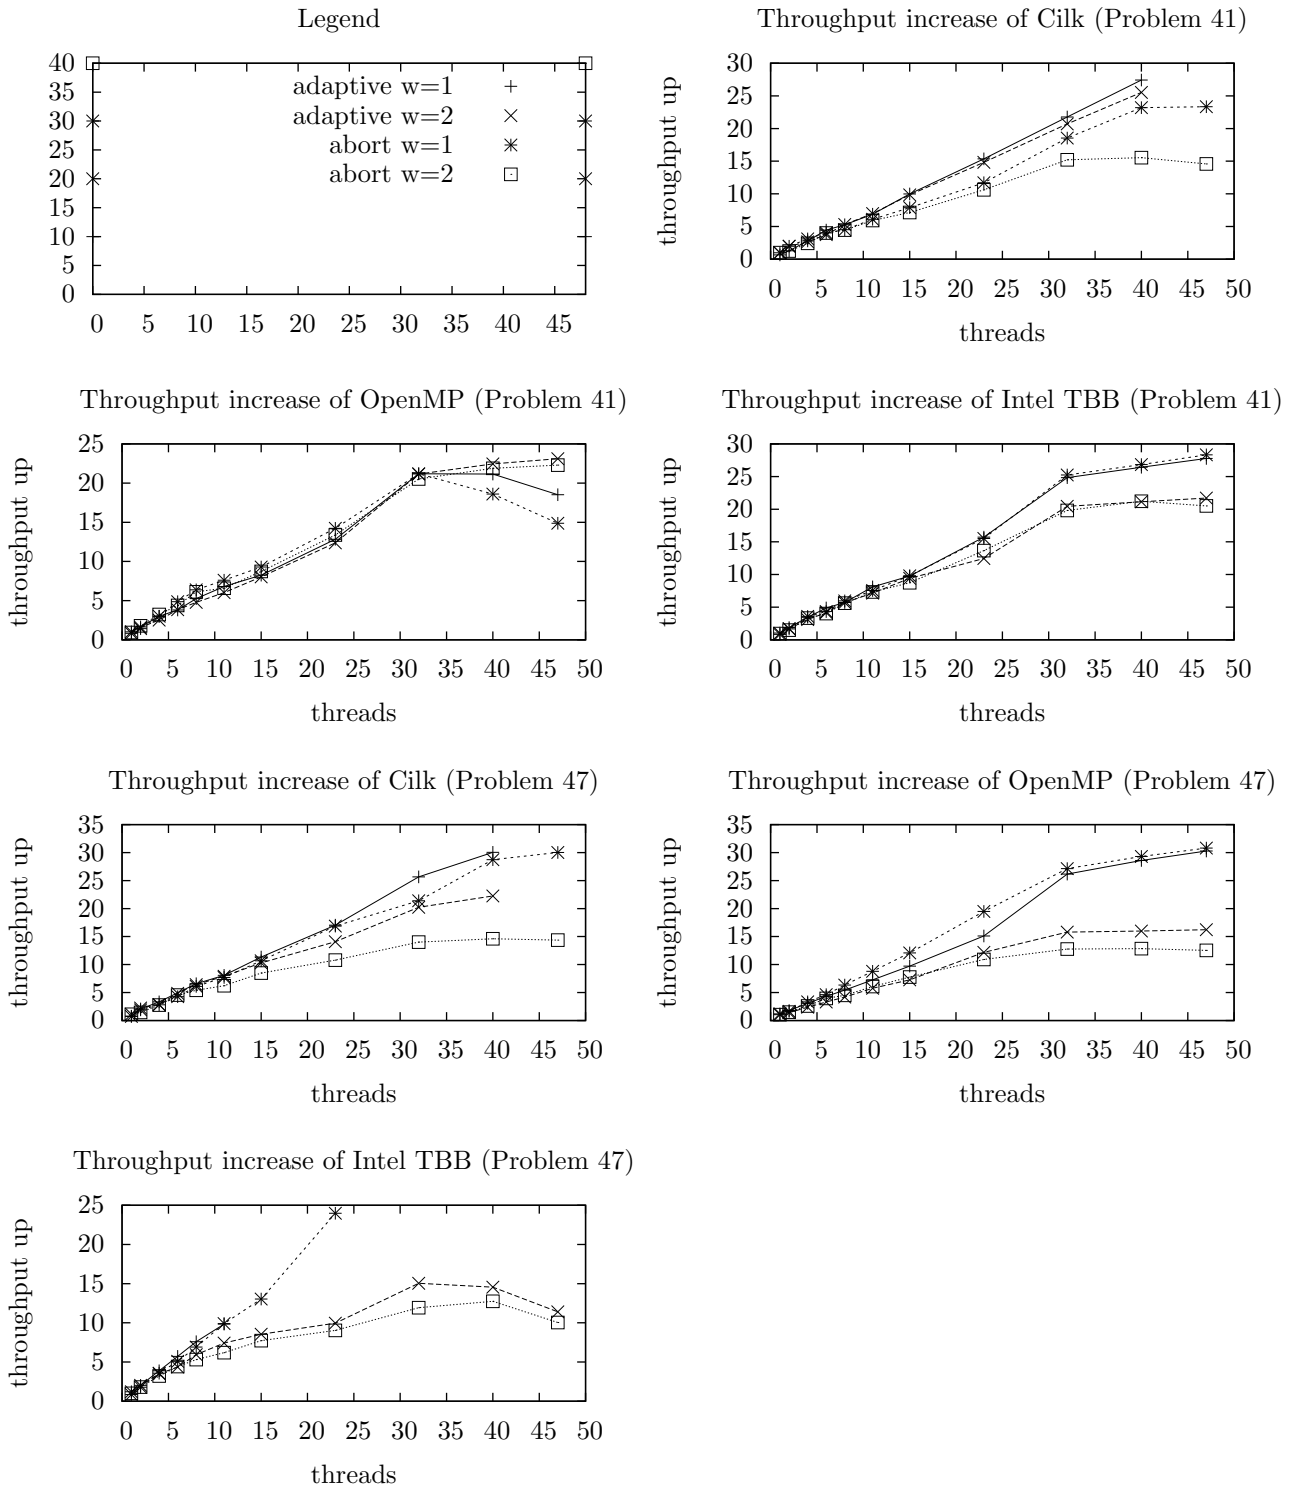 Legend
40
35
30
25
20
15
10
5
0
adaptive w=1
adaptive w=2
abort w=1
abort w=2
0 5 10 15 20 25 30 35 40 45
Throughput increase of Cilk (Problem 41)
throughput up
30
25
20
15
10
5
0
0 5 10 15 20 25 30 35 40 45 50
threads
Throughput increase of OpenMP (Problem 41)
throughput up
25
20
15
10
5
0
0 5 10 15 20 25 30 35 40 45 50
threads
Throughput increase of Intel TBB (Problem 41)
throughput up
30
25
20
15
10
5
0
0 5 10 15 20 25 30 35 40 45 50
threads
Throughput increase of Cilk (Problem 47)
throughput up
35
30
25
20
15
10
5
0
0 5 10 15 20 25 30 35 40 45 50
threads
Throughput increase of OpenMP (Problem 47)
throughput up
35
30
25
20
15
10
5
0
0 5 10 15 20 25 30 35 40 45 50
threads
Throughput increase of Intel TBB (Problem 47)
throughput up
25
20
15
10
5
0
0 5 10 15 20 25 30 35 40 45 50
threads